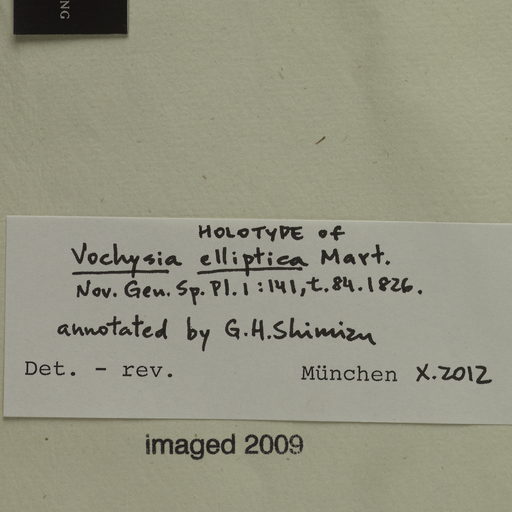 NG
HOLOTYPE of
Vochysia elliptica Mart.
Nov. Gen. Sp. Pl. 1:141, t. 84. 1826.
annotated by G.H. Shimizu
Det. - rev. München X.2012
imaged 2009